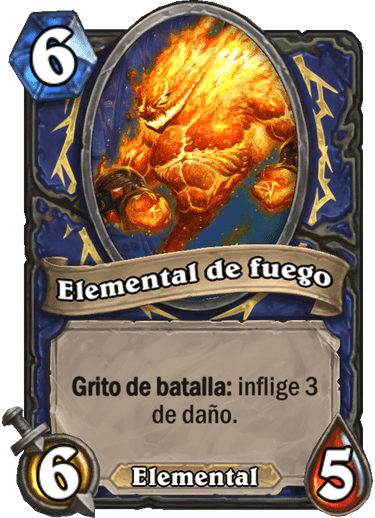 6
Elemental de fuego
Grito de batalla: inflige 3
de daño.
6
Elemental
5